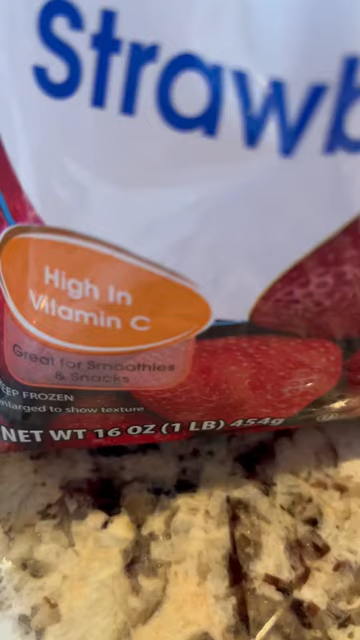 Strawb
High In
Vitamin C
Great for Smoothies
& Snacks
EEP FROZEN
nlarged to show texture
NET WT 16 OZ (1 LB) 454g